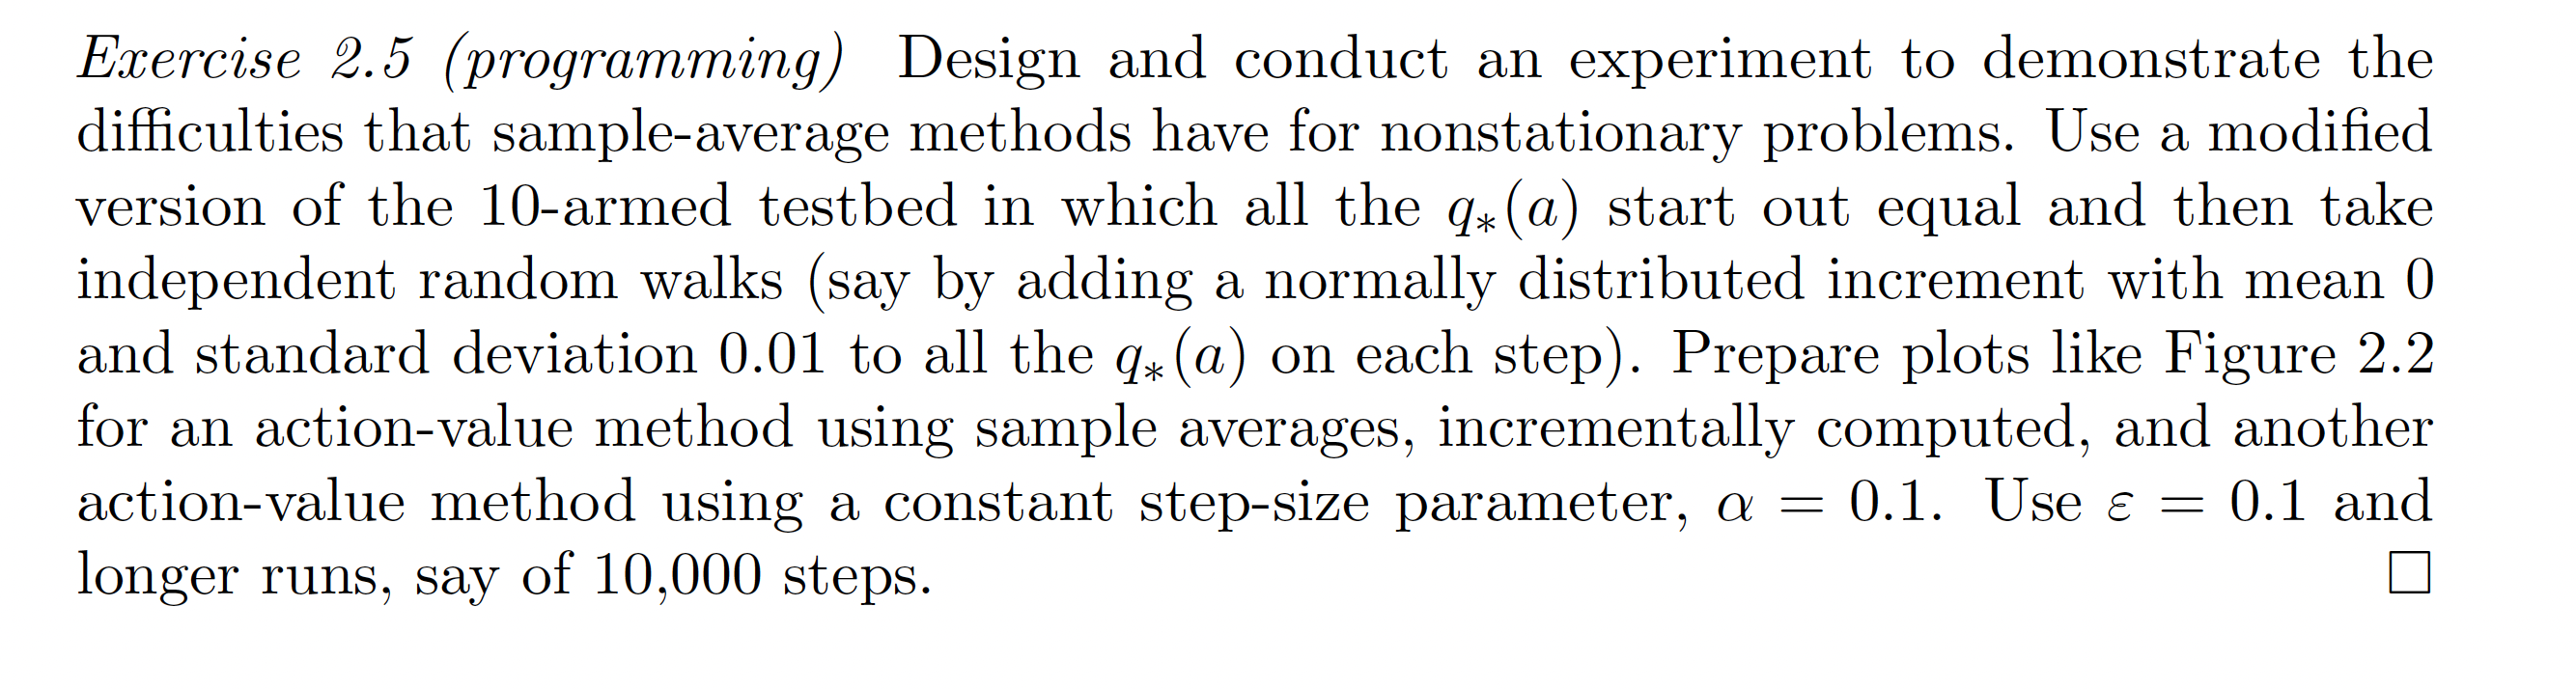 Exercise 2.5 (programming) Design and conduct an experiment to demonstrate the
difficulties that sample-average methods have for nonstationary problems. Use a modified
version of the 10-armed testbed in which all the q∗(a) start out equal and then take
independent random walks (say by adding a normally distributed increment with mean 0
and standard deviation 0.01 to all the q∗(a) on each step). Prepare plots like Figure 2.2
for an action-value method using sample averages, incrementally computed, and another
action-value method using a constant step-size parameter, α = 0.1. Use ε = 0.1 and
longer runs, say of 10,000 steps. □